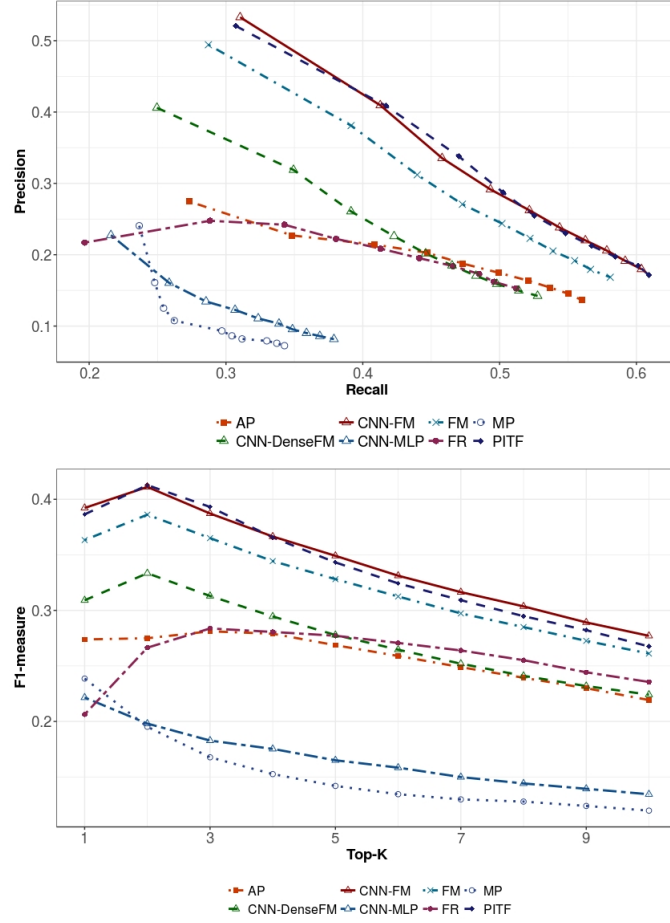 0.5
0.4
0.3
0.2
0.1
Precision
0.2 0.3 0.4 0.5 0.6
Recall
AP CNN-FM FM MP
CNN-DenseFM CNN-MLP FR PITF
0.4
0.3
0.2
F1-measure
1 3 5 7 9
Top-K
AP CNN-FM FM MP
CNN-DenseFM CNN-MLP FR PITF